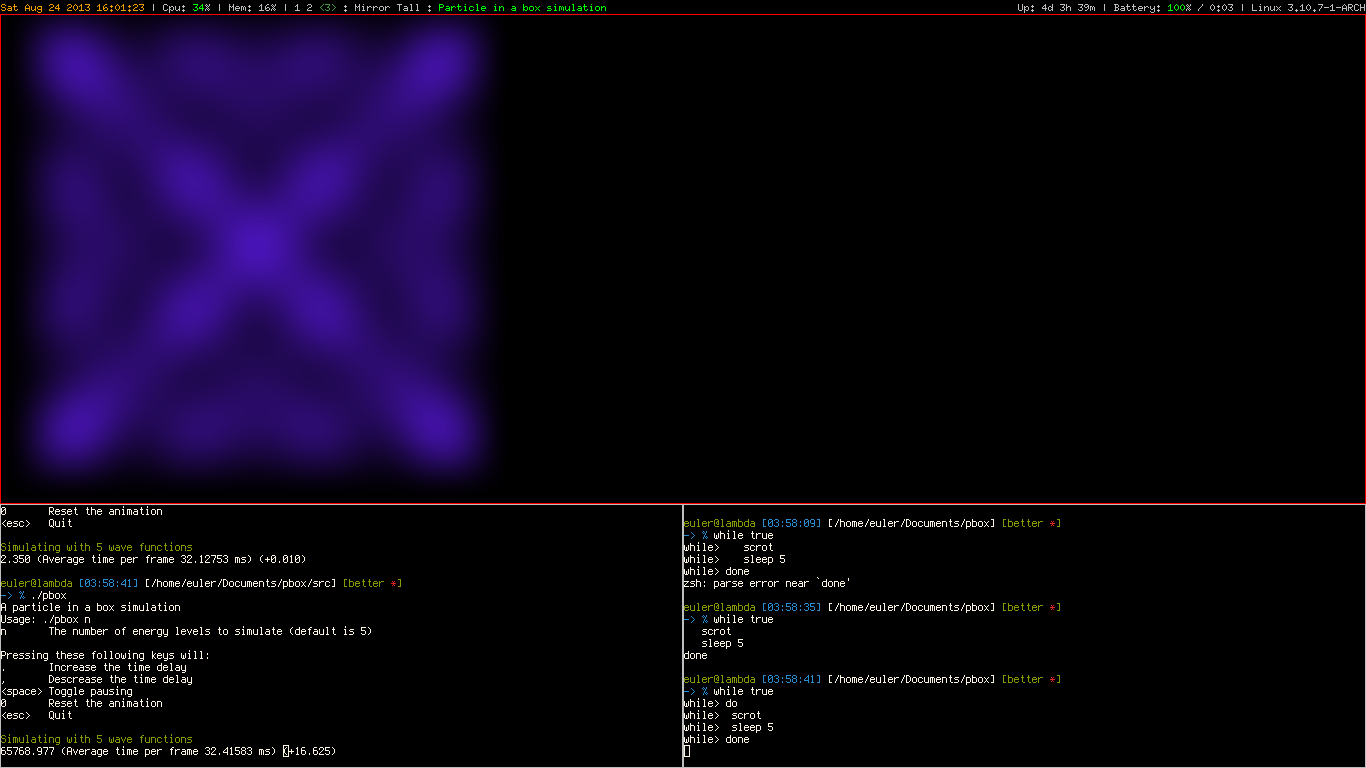 Sat Aug 24 2013 16:01:23 | Cpu: 34% | Mem: 16% | 1 2 <3> : Mirror Tall : Particle in a box simulation
Up: 4d 3h 39m | Battery: 100% / 0:03 | Linux 3.10.7-1-ARCH
0 Reset the animation
<esc> Quit
Simulating with 5 wave functions
2.350 (Average time per frame 32.12753 ms) (+0.010)
euler@lambda [03:58:41] [/home/euler/Documents/pbox/src] [better *]
-> % ./pbox
A particle in a box simulation
Usage: ./pbox n
n The number of energy levels to simulate (default is 5)
Pressing these following keys will:
. Increase the time delay
, Descrease the time delay
<space> Toggle pausing
0 Reset the animation
<esc> Quit
Simulating with 5 wave functions
65768.977 (Average time per frame 32.41583 ms) (+16.625)
euler@lambda [03:58:09] [/home/euler/Documents/pbox] [better *]
-> % while true
while> scrot
while> sleep 5
while> done
zsh: parse error near `done'
euler@lambda [03:58:35] [/home/euler/Documents/pbox] [better *]
-> % while true
scrot
sleep 5
done
euler@lambda [03:58:41] [/home/euler/Documents/pbox] [better *]
-> % while true
while> do
while> scrot
while> sleep 5
while> done